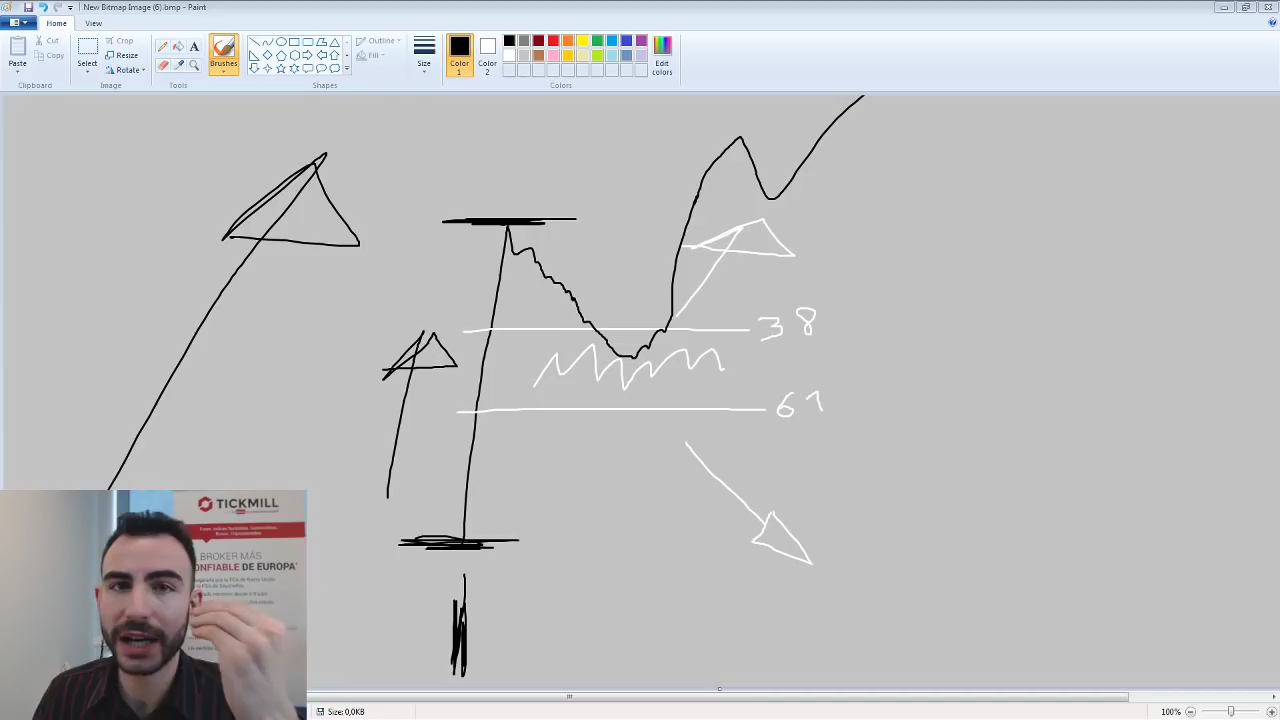 New Bitmap Image (6).bmp - Paint
Home View
Paste
Cut
Copy
Clipboard
Select
Crop
Resize
Rotate
Image
A
Tools
Brushes
Outline
Fill
Shapes
Size
Color 1
Color 2
Edit colors
Colors
38
61
TICKMILL
BROKER MÁS
CONFIABLE DE EUROPA*
Size: 0,0KB
100%